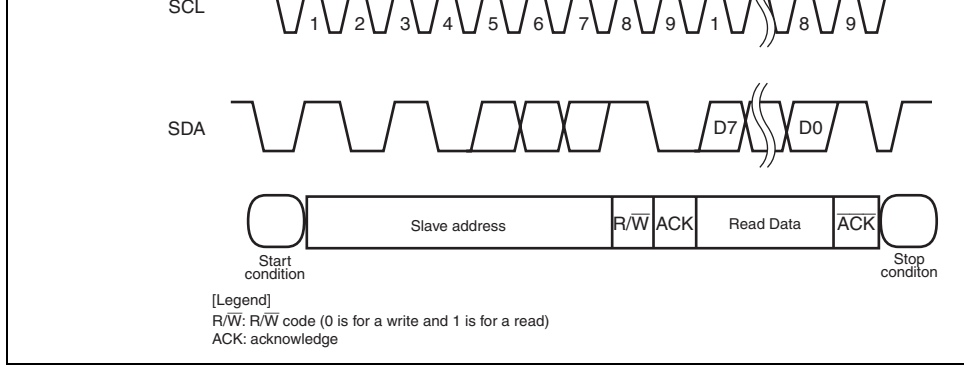 SCL
1 2 3 4 5 6 7 8 9 1 8 9
SDA
D7 D0
Slave address R/W̅ ACK Read Data A̅C̅K̅
Start
condition
Stop
conditon
[Legend]
R/W̅: R/W̅ code (0 is for a write and 1 is for a read)
ACK: acknowledge